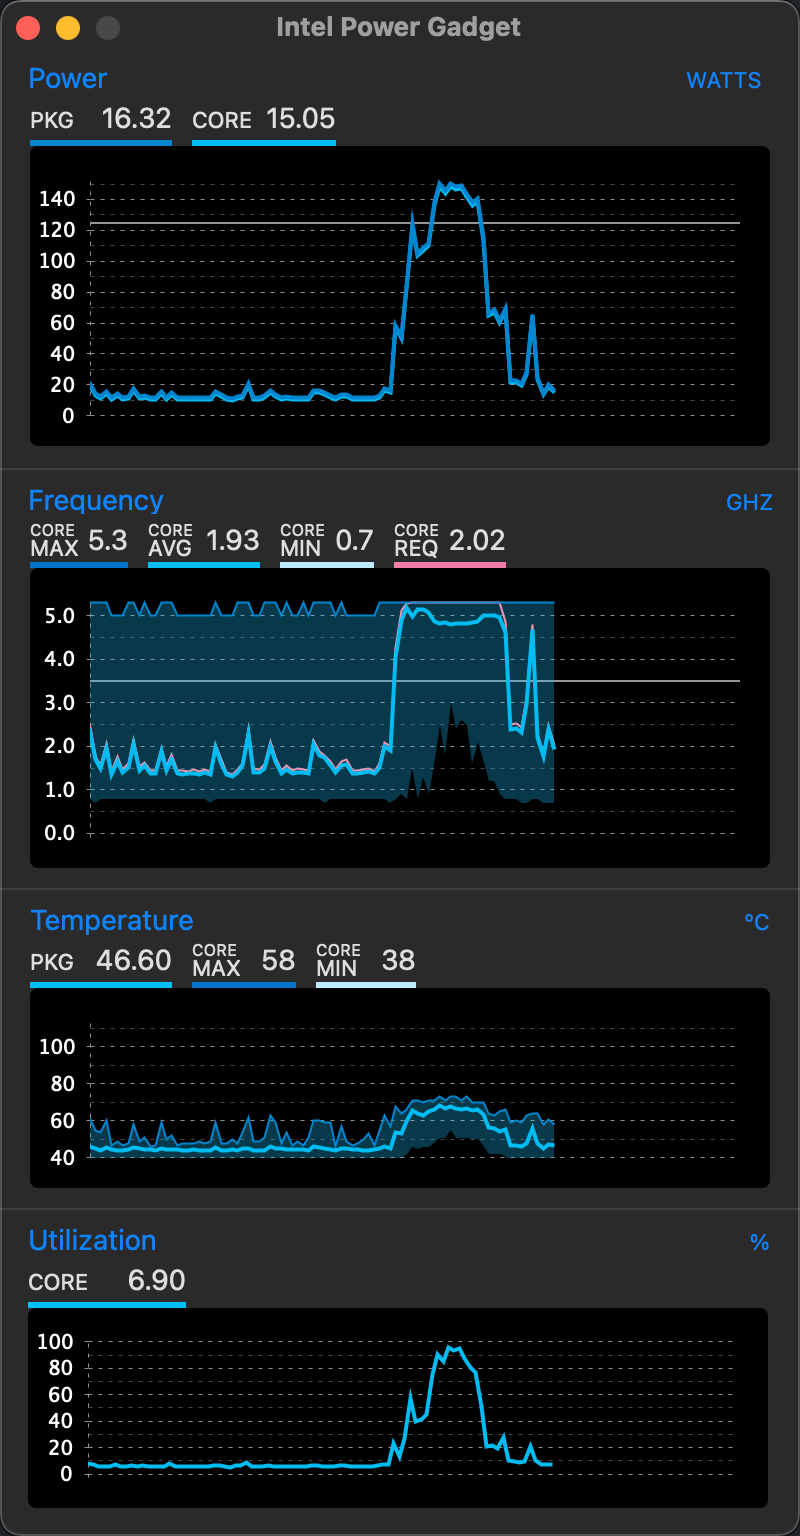 Intel Power Gadget
Power WATTS
PKG 16.32 CORE 15.05
140
120
100
80
60
40
20
0
Frequency GHZ
CORE MAX 5.3 CORE AVG 1.93 CORE MIN 0.7 CORE REQ 2.02
5.0
4.0
3.0
2.0
1.0
0.0
Temperature ºC
PKG 46.60 CORE MAX 58 CORE MIN 38
100
80
60
40
Utilization %
CORE 6.90
100
80
60
40
20
0